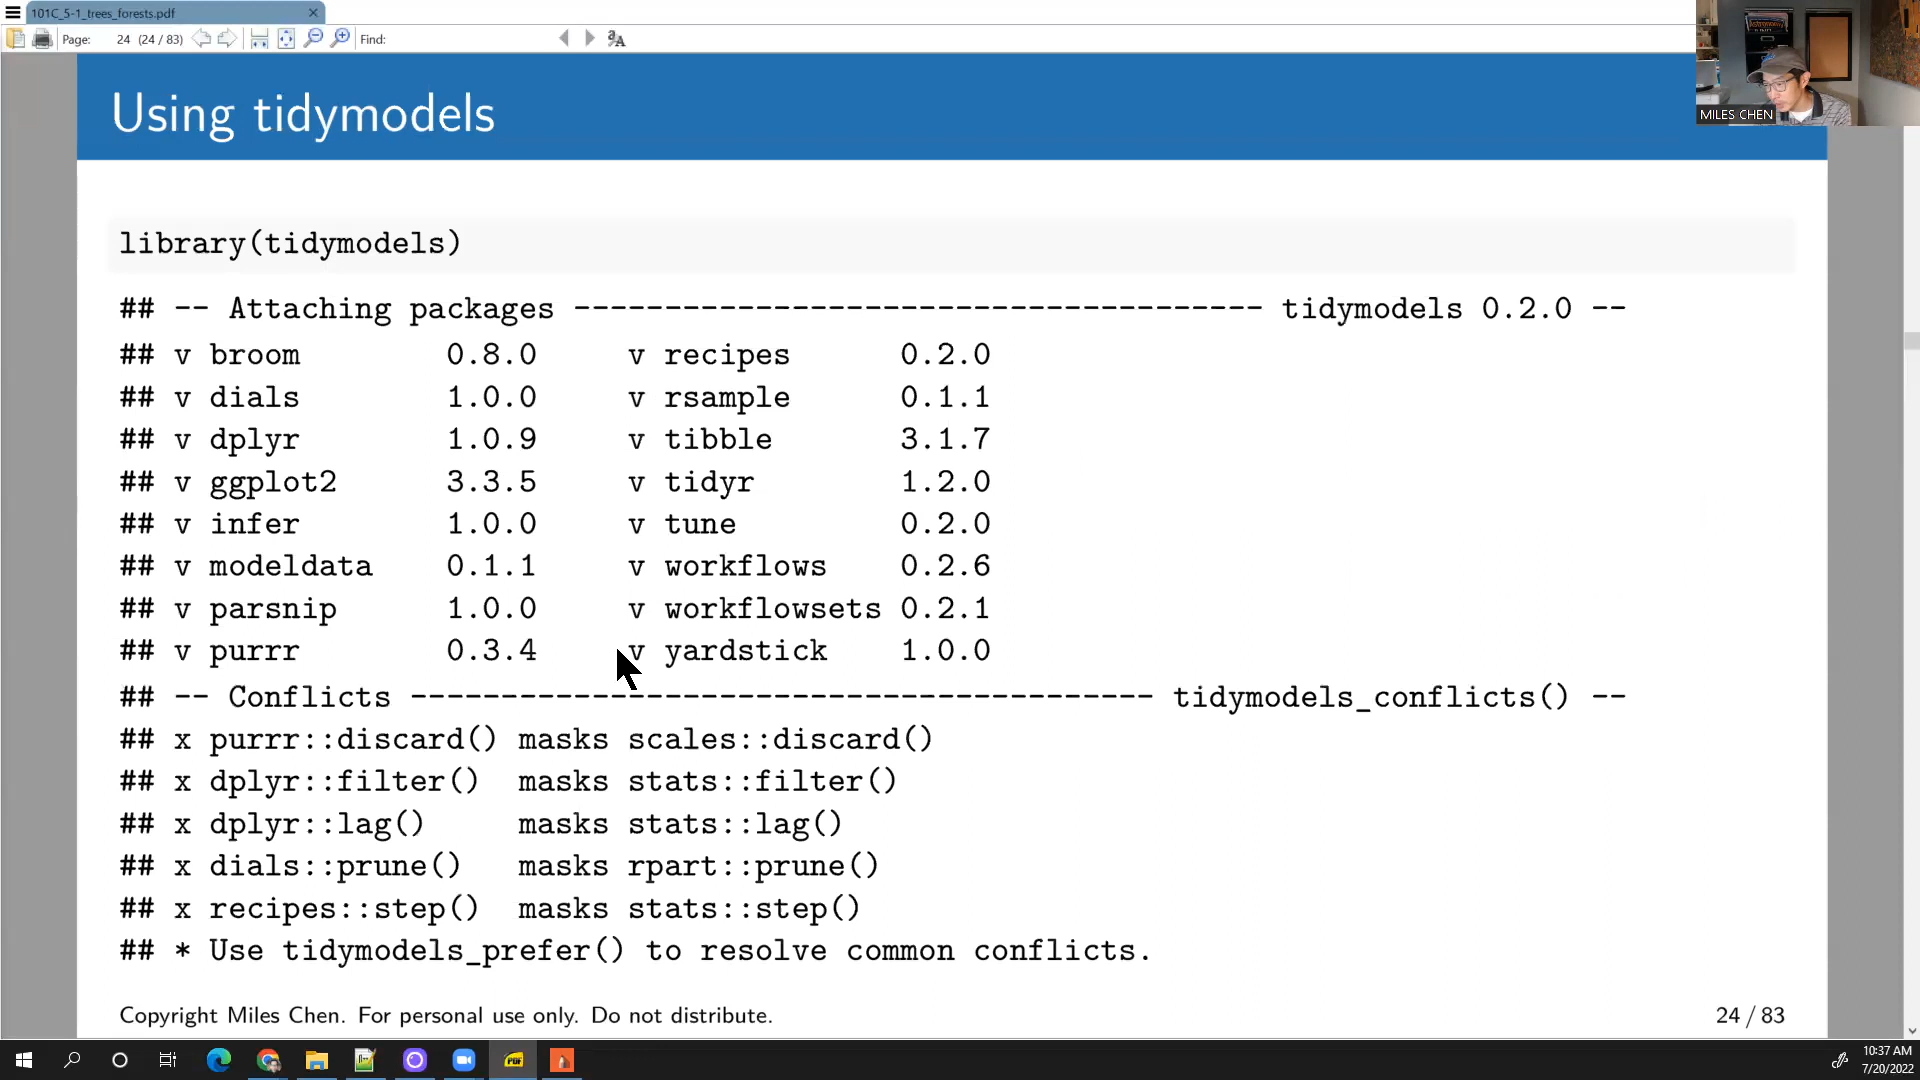 101C_5-1_trees_forests.pdf
Page: 24 (24 / 83) Find:
MILES CHEN
Using tidymodels
library(tidymodels)
## -- Attaching packages -------------------------------------- tidymodels 0.2.0 --
## v broom 0.8.0 v recipes 0.2.0
## v dials 1.0.0 v rsample 0.1.1
## v dplyr 1.0.9 v tibble 3.1.7
## v ggplot2 3.3.5 v tidyr 1.2.0
## v infer 1.0.0 v tune 0.2.0
## v modeldata 0.1.1 v workflows 0.2.6
## v parsnip 1.0.0 v workflowsets 0.2.1
## v purrr 0.3.4 v yardstick 1.0.0
## -- Conflicts ----------------------------------------- tidymodels_conflicts() --
## x purrr::discard() masks scales::discard()
## x dplyr::filter() masks stats::filter()
## x dplyr::lag() masks stats::lag()
## x dials::prune() masks rpart::prune()
## x recipes::step() masks stats::step()
## * Use tidymodels_prefer() to resolve common conflicts.
Copyright Miles Chen. For personal use only. Do not distribute.
24 / 83
10:37 AM
7/20/2022